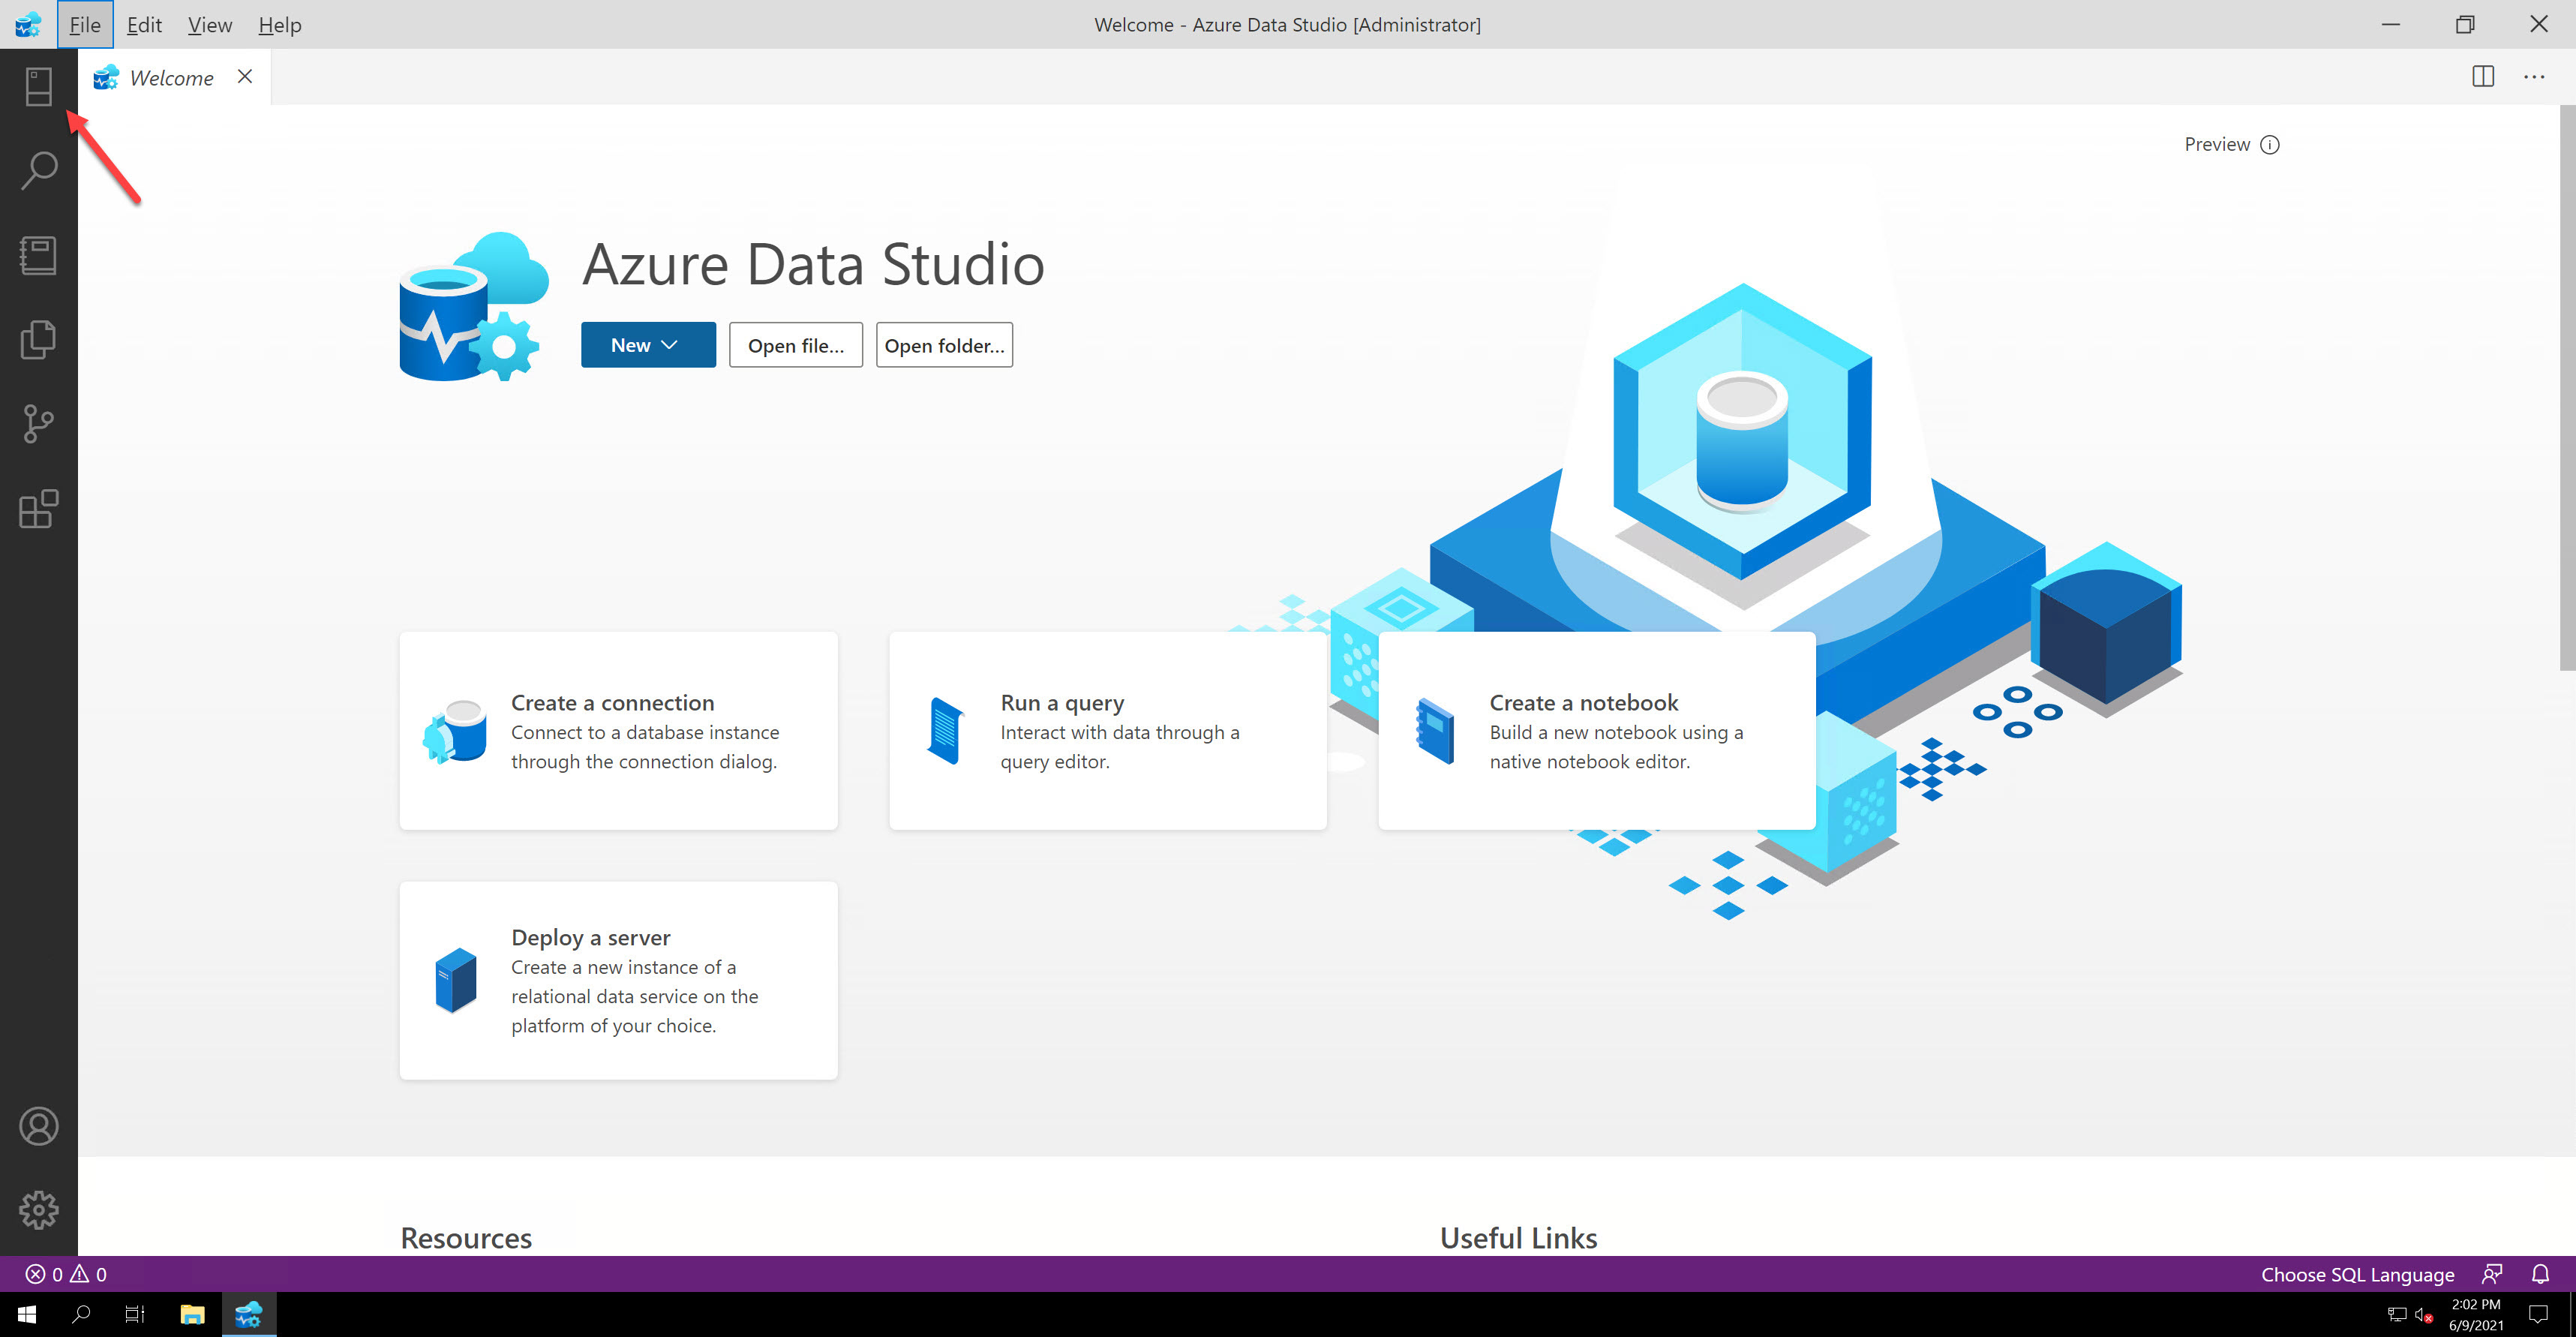 File Edit View Help
Welcome - Azure Data Studio [Administrator]
Welcome
Preview
Azure Data Studio
New
Open file...
Open folder...
Create a connection
Connect to a database instance
through the connection dialog.
Run a query
Interact with data through a
query editor.
Create a notebook
Build a new notebook using a
native notebook editor.
Deploy a server
Create a new instance of a
relational data service on the
platform of your choice.
Resources
Useful Links
0 0
Choose SQL Language
2:02 PM
6/9/2021